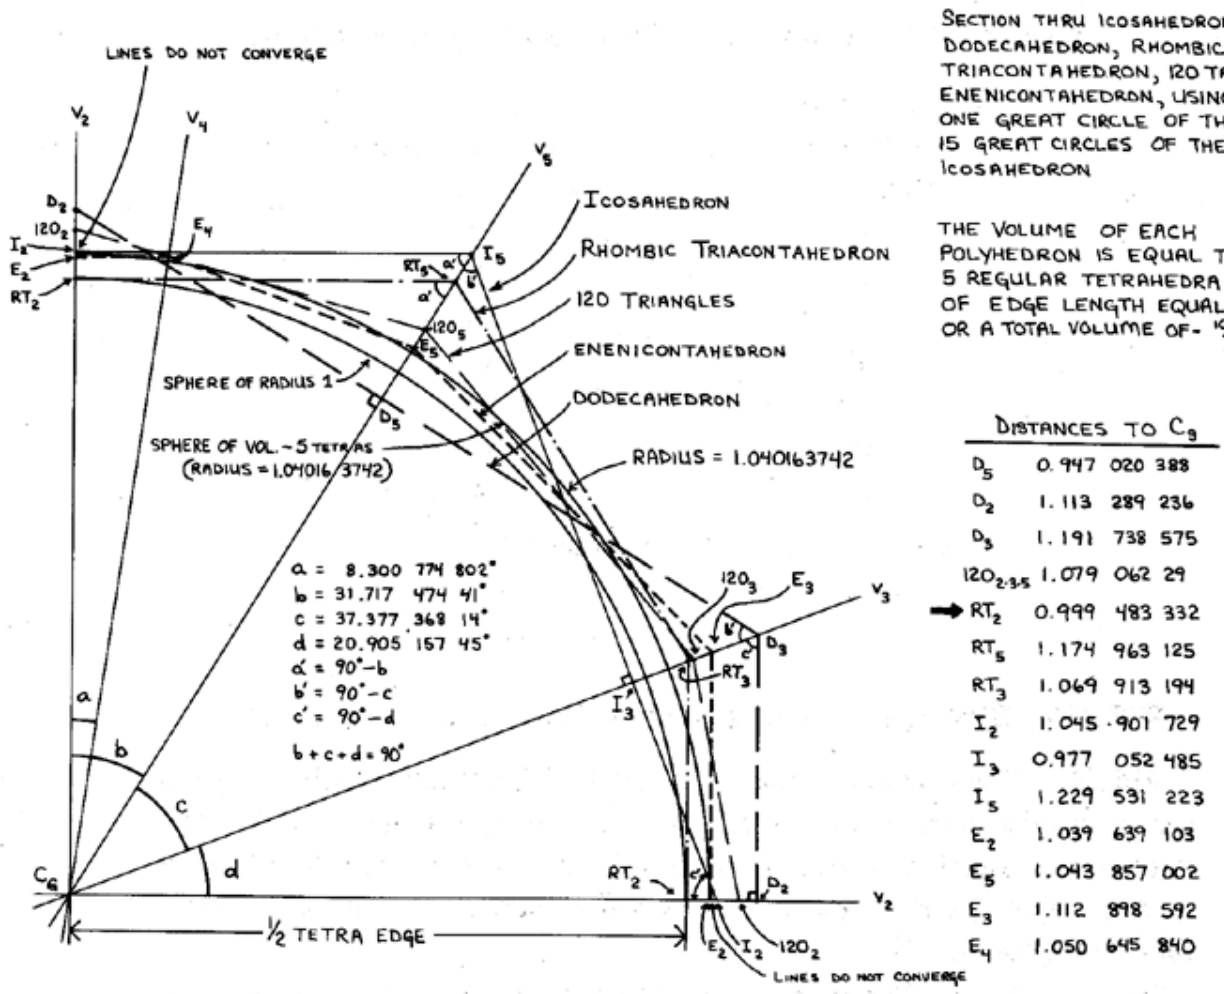 SECTION THRU ICOSAHEDRON
DODECAHEDRON, RHOMBIC
TRIACONTAHEDRON, 120
ENENICONTAHEDRON, USING
ONE GREAT CIRCLE OF
15 GREAT CIRCLES OF THE
ICOSAHEDRON
THE VOLUME OF EACH
POLYHEDRON IS EQUAL
5 REGULAR TETRAHEDRA
OF EDGE LENGTH EQUAL
OR A TOTAL VOLUME OF-
LINES DO NOT CONVERGE
V₂
V₄
V₅
D₂
120₂
E₄
I₂
E₂
RT₂
RT₅
a'
I₅
b'
a'
ICOSAHEDRON
RHOMBIC TRIACONTAHEDRON
120 TRIANGLES
ENENICONTAHEDRON
DODECAHEDRON
120₅
E₅
SPHERE OF RADIUS 1
D₅
SPHERE OF VOL.-5 TETRAS
(RADIUS = 1.040163742)
RADIUS = 1.040163742
a = 8.300 774 802°
b = 31.717 474 41°
c = 37.377 368 14°
d = 20.905 157 45°
a' = 90°-b
b' = 90°-c
c' = 90°-d
b+c+d=90°
120₃
E₃
V₃
b'
D₃
c'
RT₃
I₃
a
b
c
d
RT₂
c'
D₂
V₂
½ TETRA EDGE
E₂
I₂
120₂
LINES DO NOT CONVERGE
DISTANCES TO
D₅ 0.947 020 388
D₂ 1.113 289 236
D₃ 1.191 738 575
120₂.₃.₅ 1.079 062 29
RT₂ 0.999 483 332
RT₅ 1.174 963 125
RT₃ 1.069 913 194
I₂ 1.045 901 729
I₃ 0.977 052 485
I₅ 1.229 531 223
E₂ 1.039 639 103
E₅ 1.043 857 002
E₃ 1.112 898 592
E₄ 1.050 645 840